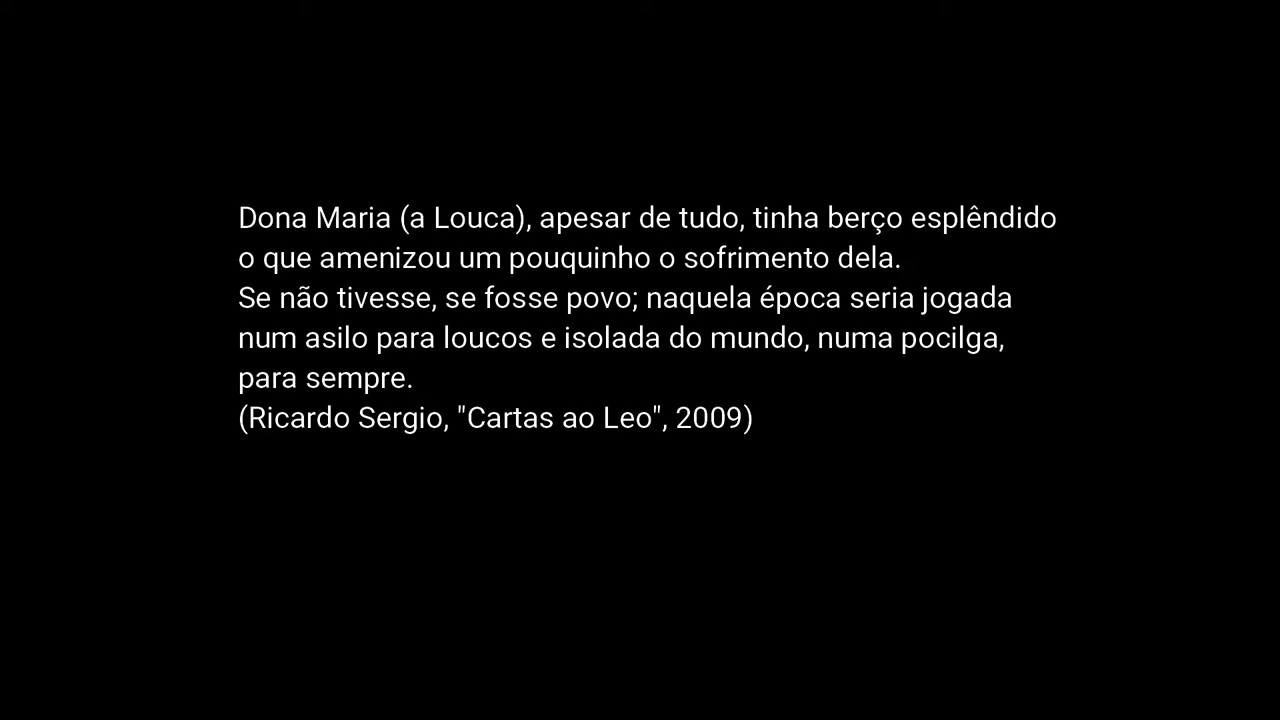 Dona Maria (a Louca), apesar de tudo, tinha berço esplêndido
o que amenizou um pouquinho o sofrimento dela.
Se não tivesse, se fosse povo; naquela época seria jogada
num asilo para loucos e isolada do mundo, numa pocilga,
para sempre.
(Ricardo Sergio, "Cartas ao Leo", 2009)